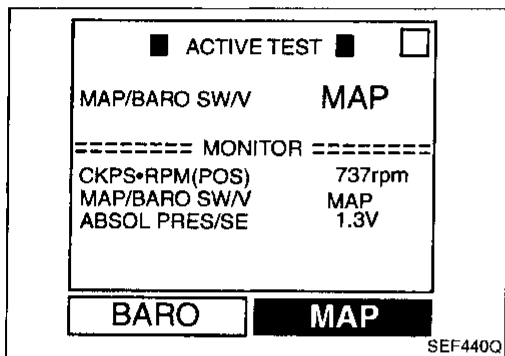 ■ ACTIVE TEST ■ □
MAP/BARO SW/V MAP
======= MONITOR ========
CKPS•RPM(POS) 737rpm
MAP/BARO SW/V MAP
ABSOL PRES/SE 1.3V
BARO MAP
SEF440Q